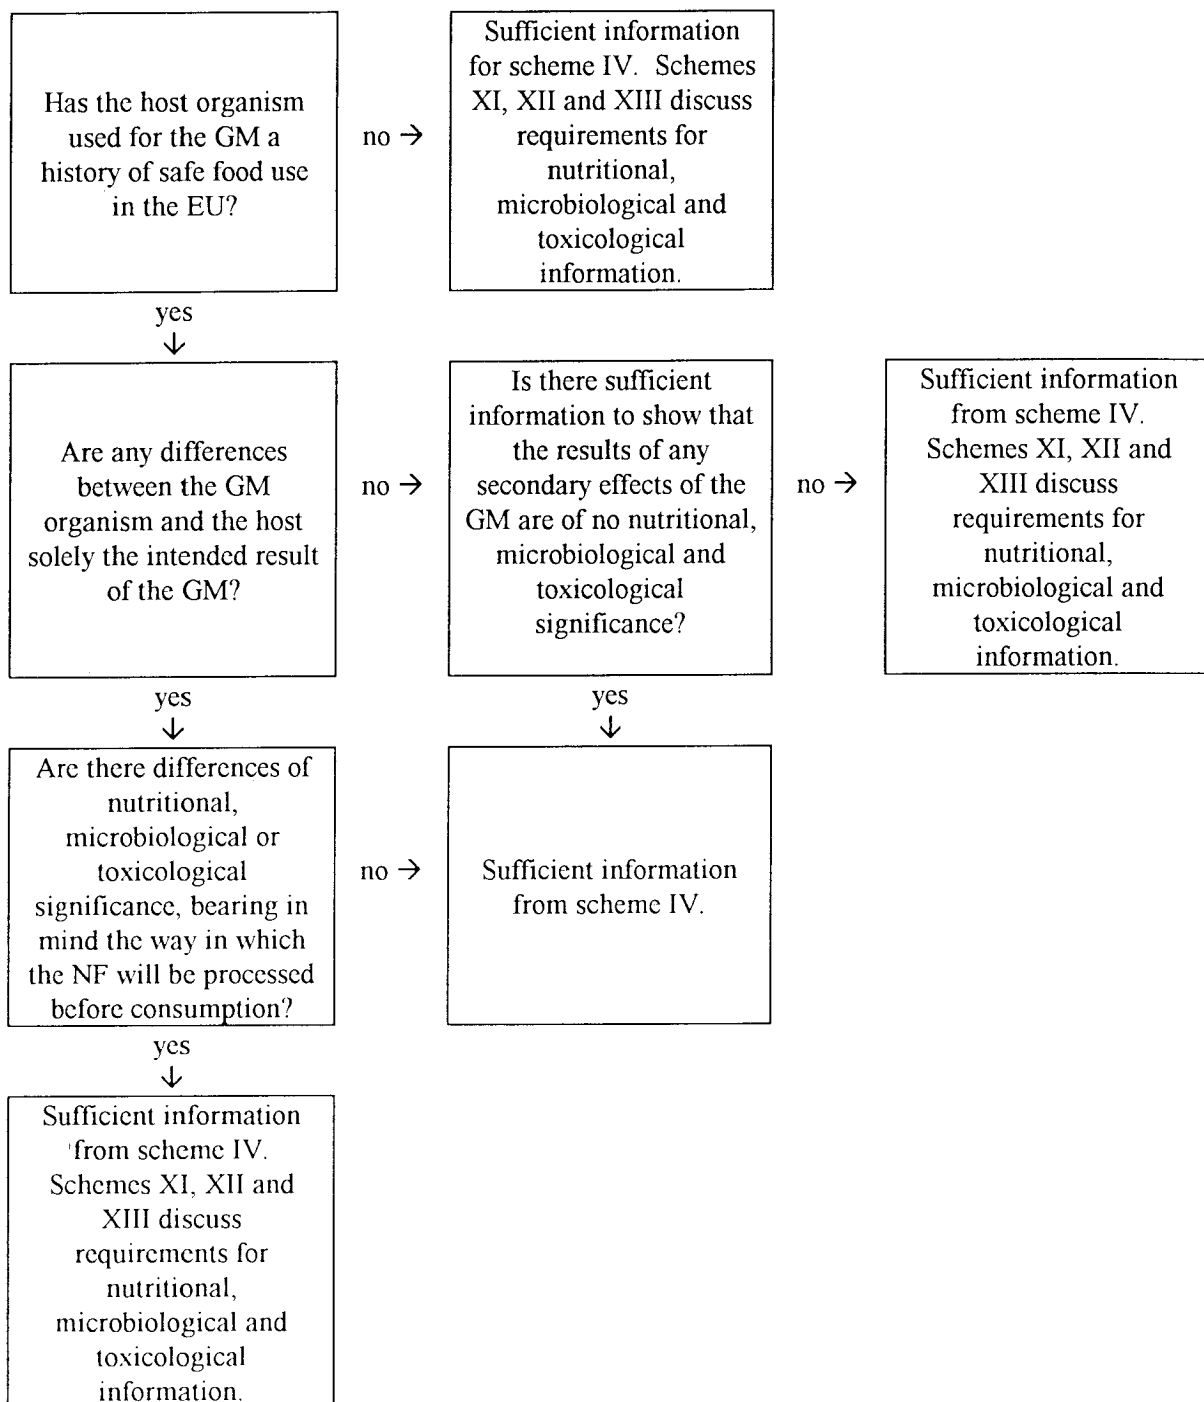 Has the host organism
used for the GM a
history of safe food use
in the EU?
no →
Sufficient information
for scheme IV. Schemes
XI, XII and XIII discuss
requirements for
nutritional,
microbiological and
toxicological
information.
yes
↓
Are any differences
between the GM
organism and the host
solely the intended result
of the GM?
no →
Is there sufficient
information to show that
the results of any
secondary effects of the
GM are of no nutritional,
microbiological and
toxicological
significance?
no →
Sufficient information
from scheme IV.
Schemes XI, XII and
XIII discuss
requirements for
nutritional,
microbiological and
toxicological
information.
yes
↓
yes
↓
Are there differences of
nutritional,
microbiological or
toxicological
significance, bearing in
mind the way in which
the NF will be processed
before consumption?
no →
Sufficient information
from scheme IV.
yes
↓
Sufficient information
from scheme IV.
Schemes XI, XII and
XIII discuss
requirements for
nutritional,
microbiological and
toxicological
information.